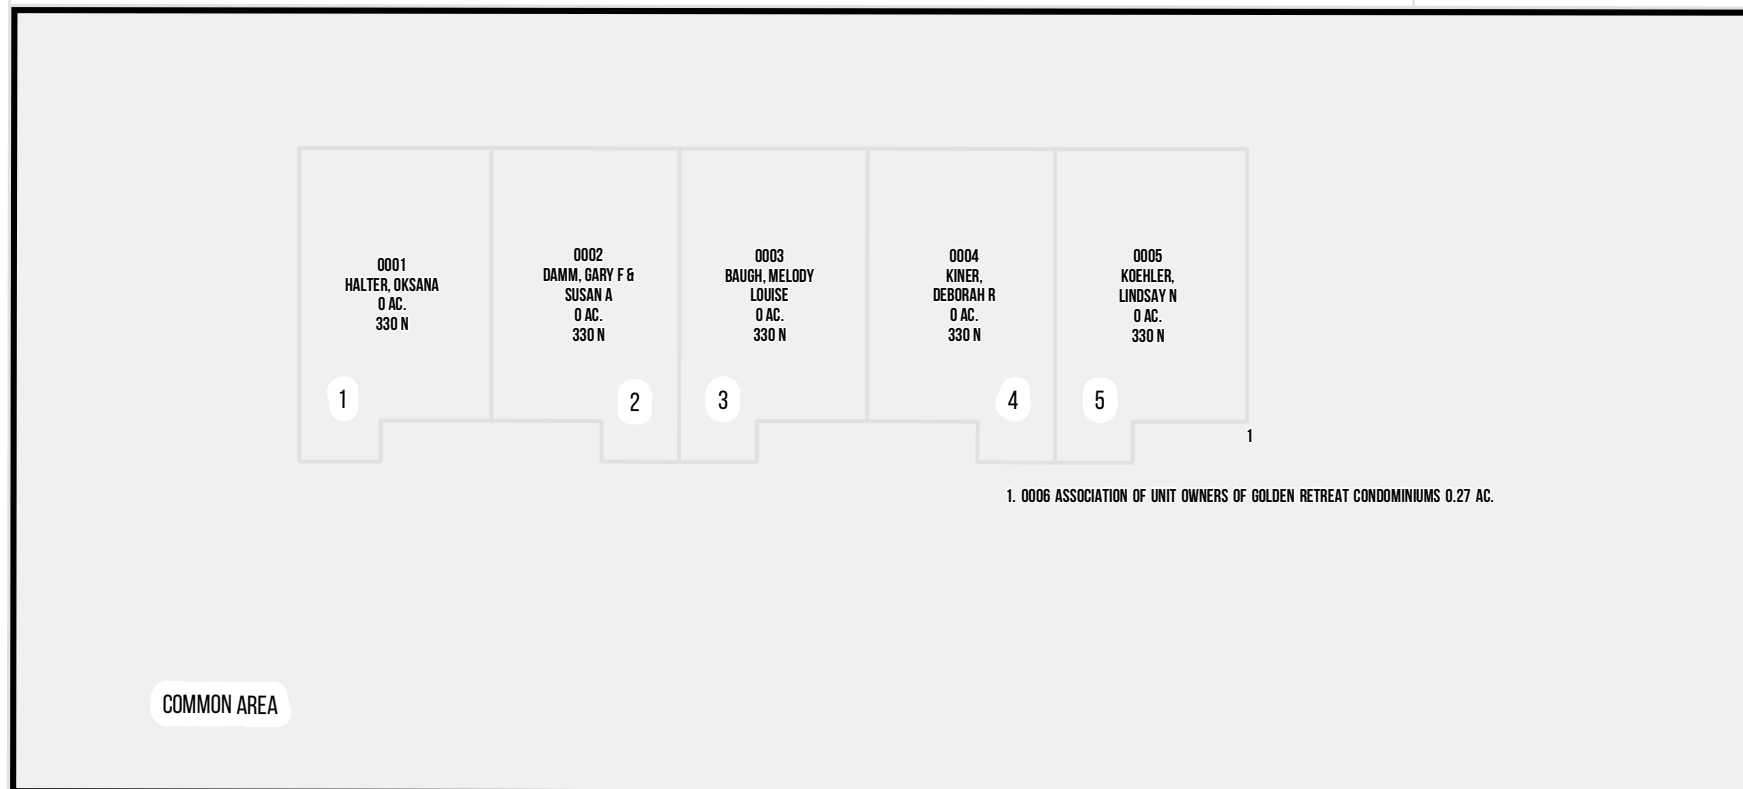 0001
HALTER, OKSANA
0 AC.
330 N
0002
DAMM, GARY F &
SUSAN A
0 AC.
330 N
0003
BAUGH, MELODY
LOUISE
0 AC.
330 N
0004
KINER,
DEBORAH R
0 AC.
330 N
0005
KOEHLER,
LINDSAY N
0 AC.
330 N
1
2
3
4
5
1
1. 0006 ASSOCIATION OF UNIT OWNERS OF GOLDEN RETREAT CONDOMINIUMS 0.27 AC.
COMMON AREA